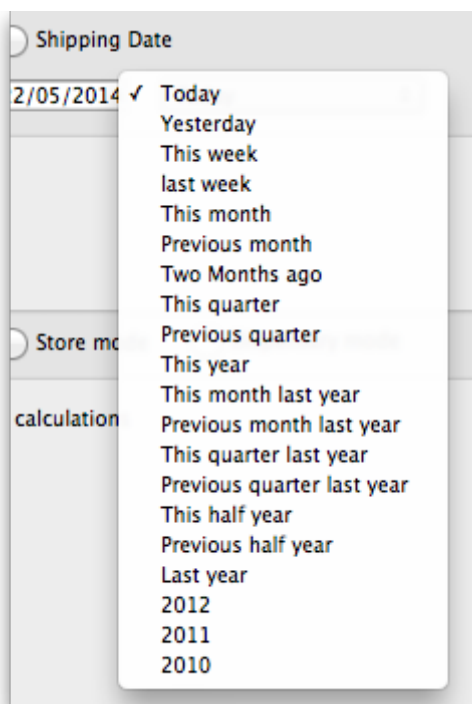 Shipping Date
2/05/2014 ✓ Today
Yesterday
This week
last week
This month
Previous month
Two Months ago
This quarter
Previous quarter
Store mo
This year
This month last year
calculation
Previous month last year
This quarter last year
Previous quarter last year
This half year
Previous half year
Last year
2012
2011
2010